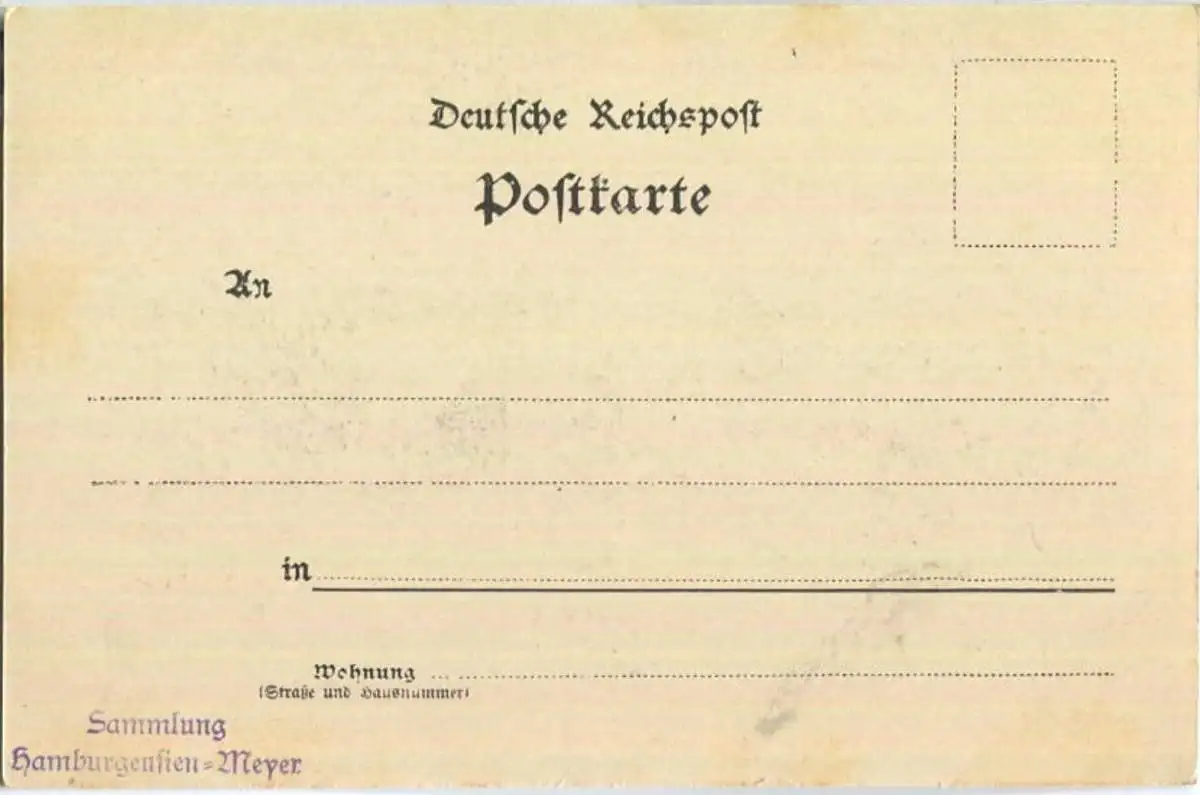 Deutsche Reichspost
Postkarte
An
in
Wohnung
(Straße und Hausnummer)
Sammlung
Hamburgensien-Meyer